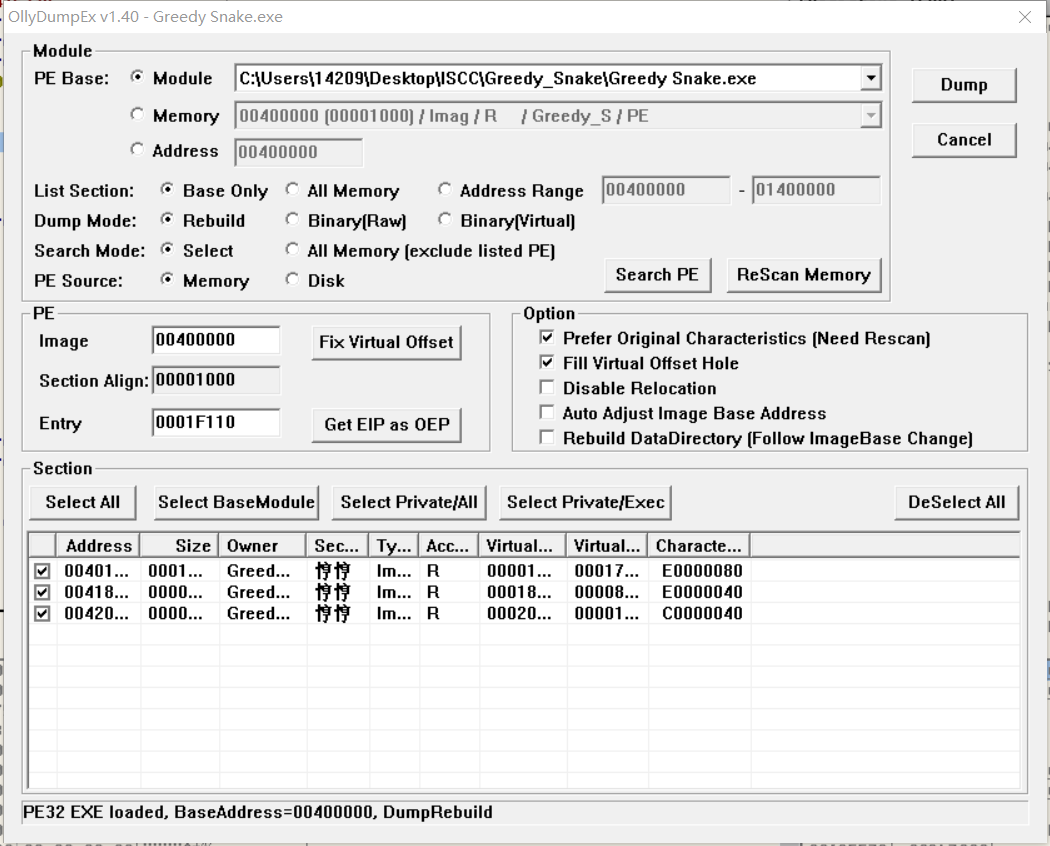 OllyDumpEx v1.40 - Greedy Snake.exe
Module
PE Base: Module C:\Users\14209\Desktop\ISCC\Greedy_Snake\Greedy Snake.exe Dump
Memory 00400000 (00001000) / Imag / R / Greedy_S / PE
Address 00400000 Cancel
List Section: Base Only All Memory Address Range 00400000 - 01400000
Dump Mode: Rebuild Binary(Raw) Binary(Virtual)
Search Mode: Select All Memory (exclude listed PE)
PE Source: Memory Disk Search PE ReScan Memory
PE
Image 00400000 Fix Virtual Offset
Section Align: 00001000
Entry 0001F110 Get EIP as OEP
Option
Prefer Original Characteristics (Need Rescan)
Fill Virtual Offset Hole
Disable Relocation
Auto Adjust Image Base Address
Rebuild DataDirectory (Follow ImageBase Change)
Section
Select All Select BaseModule Select Private/All Select Private/Exec DeSelect All
Address Size Owner Sec... Ty... Acc... Virtual... Virtual... Characte...
00401... 0001... Greed... Im... R 00001... 00017... E0000080
00418... 0000... Greed... Im... R 00018... 00008... E0000040
00420... 0000... Greed... Im... R 00020... 00001... C0000040
PE32 EXE loaded, BaseAddress=00400000, DumpRebuild